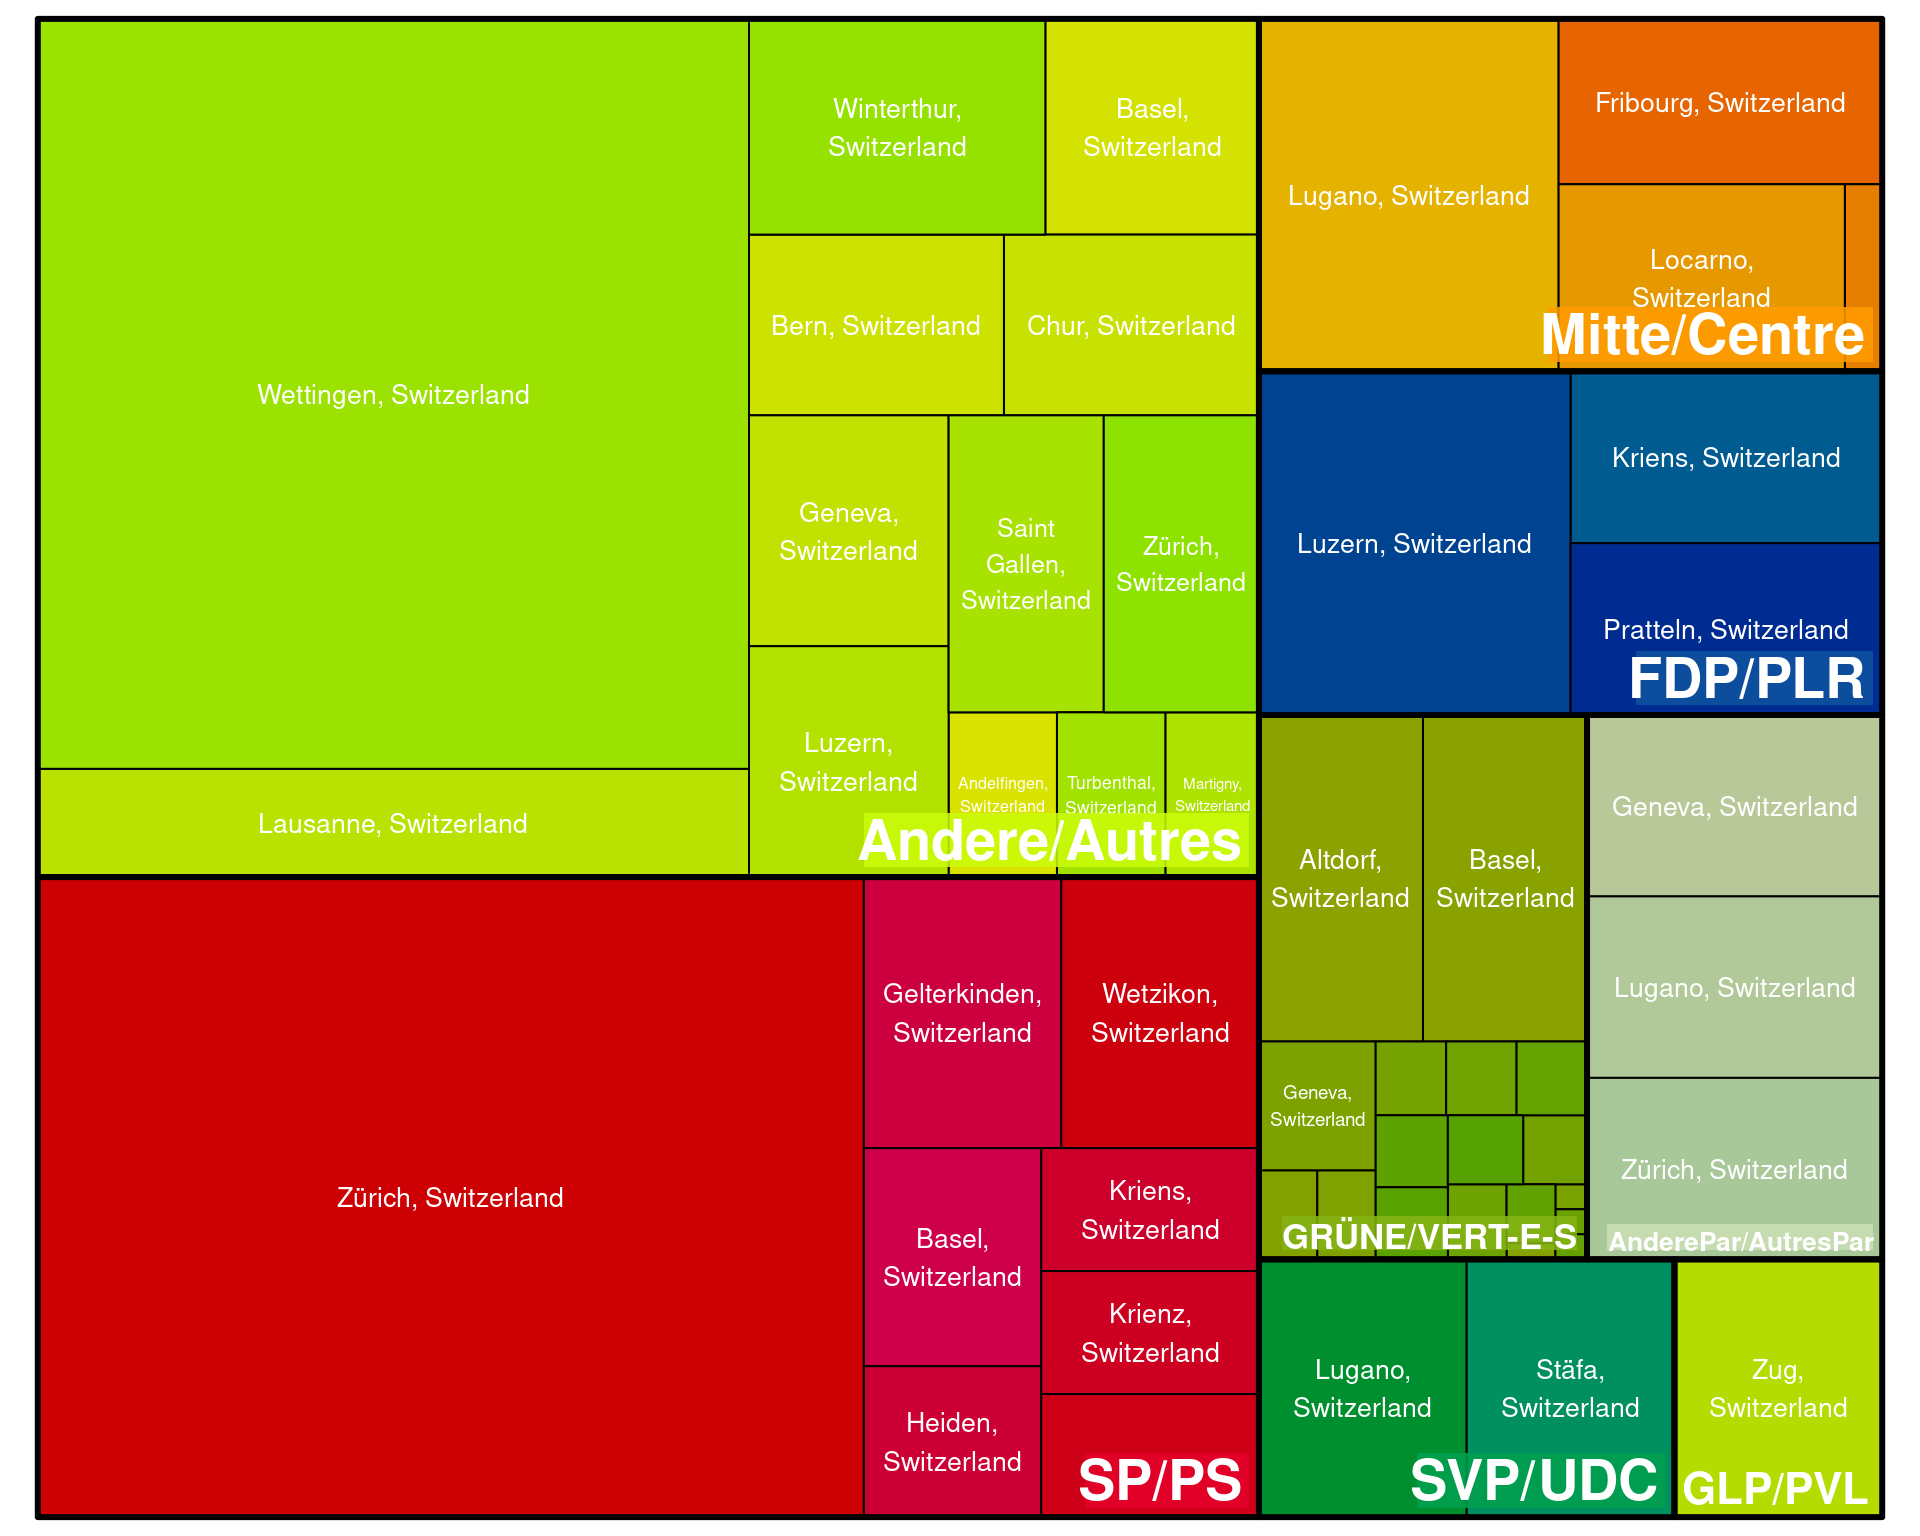 Wettingen, Switzerland
Lausanne, Switzerland
Winterthur,
Switzerland
Basel,
Switzerland
Bern, Switzerland
Chur, Switzerland
Geneva,
Switzerland
Saint
Gallen,
Switzerland
Zürich,
Switzerland
Luzern,
Switzerland
Andelfingen,
Switzerland
Turbenthal,
Switzerland
Martigny,
Switzerland
Andere/Autres
Zürich, Switzerland
Gelterkinden,
Switzerland
Wetzikon,
Switzerland
Basel,
Switzerland
Kriens,
Switzerland
Krienz,
Switzerland
Heiden,
Switzerland
SP/PS
Lugano, Switzerland
Fribourg, Switzerland
Locarno,
Switzerland
Mitte/Centre
Luzern, Switzerland
Kriens, Switzerland
Pratteln, Switzerland
FDP/PLR
Altdorf,
Switzerland
Basel,
Switzerland
Geneva,
Switzerland
GRÜNE/VERT-E-S
Geneva, Switzerland
Lugano, Switzerland
Zürich, Switzerland
AnderePar/AutresPar
Lugano,
Switzerland
Stäfa,
Switzerland
SVP/UDC
Zug,
Switzerland
GLP/PVL